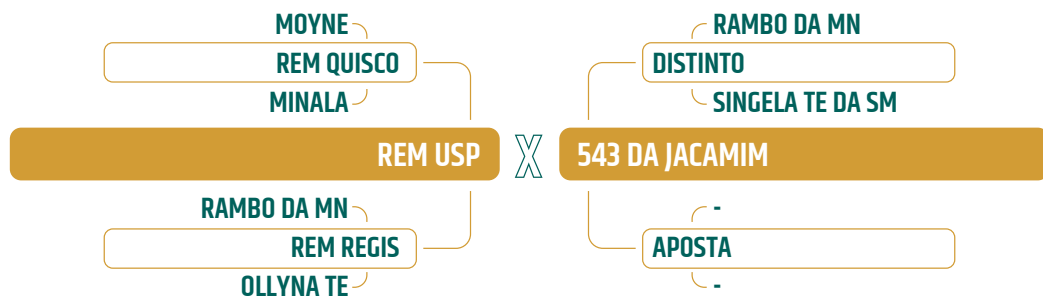 MOYNE
REM QUISCO
MINALA
RAMBO DA MN
DISTINTO
SINGELA TE DA SM
REM USP X 543 DA JACAMIM
RAMBO DA MN
REM REGIS
OLLYNA TE
-
APOSTA
-